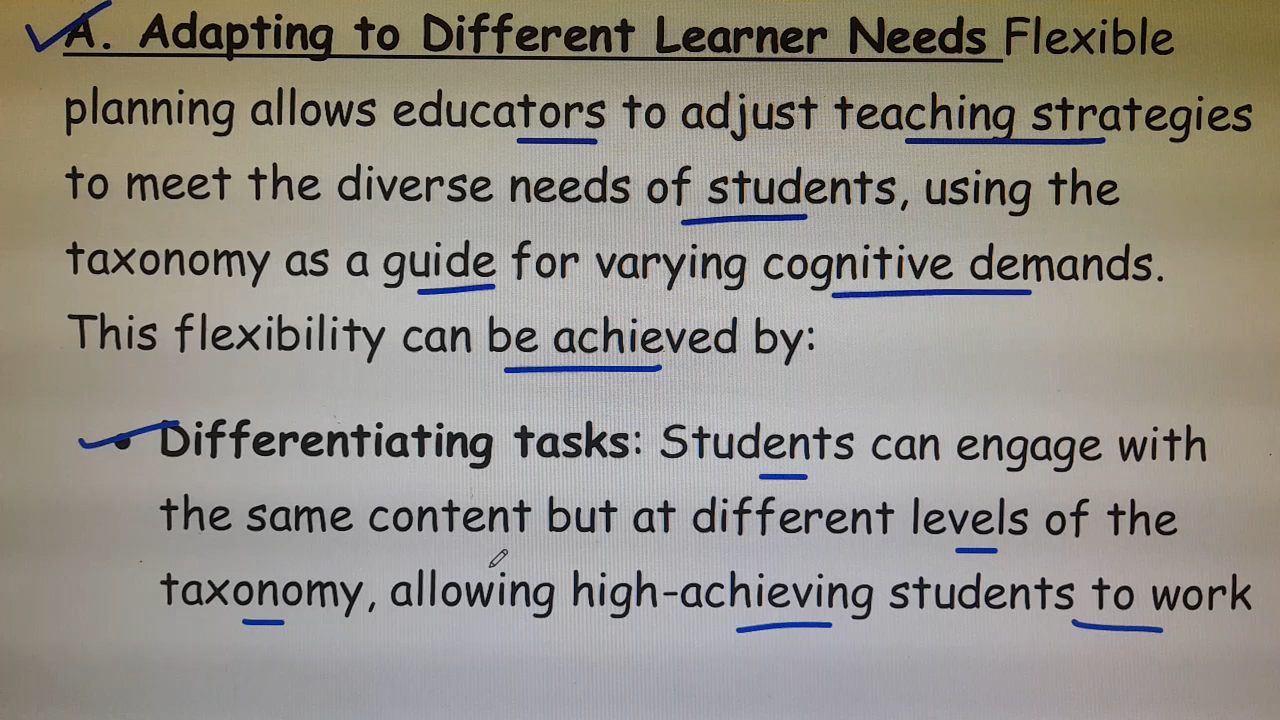 A. Adapting to Different Learner Needs Flexible
planning allows educators to adjust teaching strategies
to meet the diverse needs of students, using the
taxonomy as a guide for varying cognitive demands.
This flexibility can be achieved by:
• Differentiating tasks: Students can engage with
the same content but at different levels of the
taxonomy, allowing high-achieving students to work